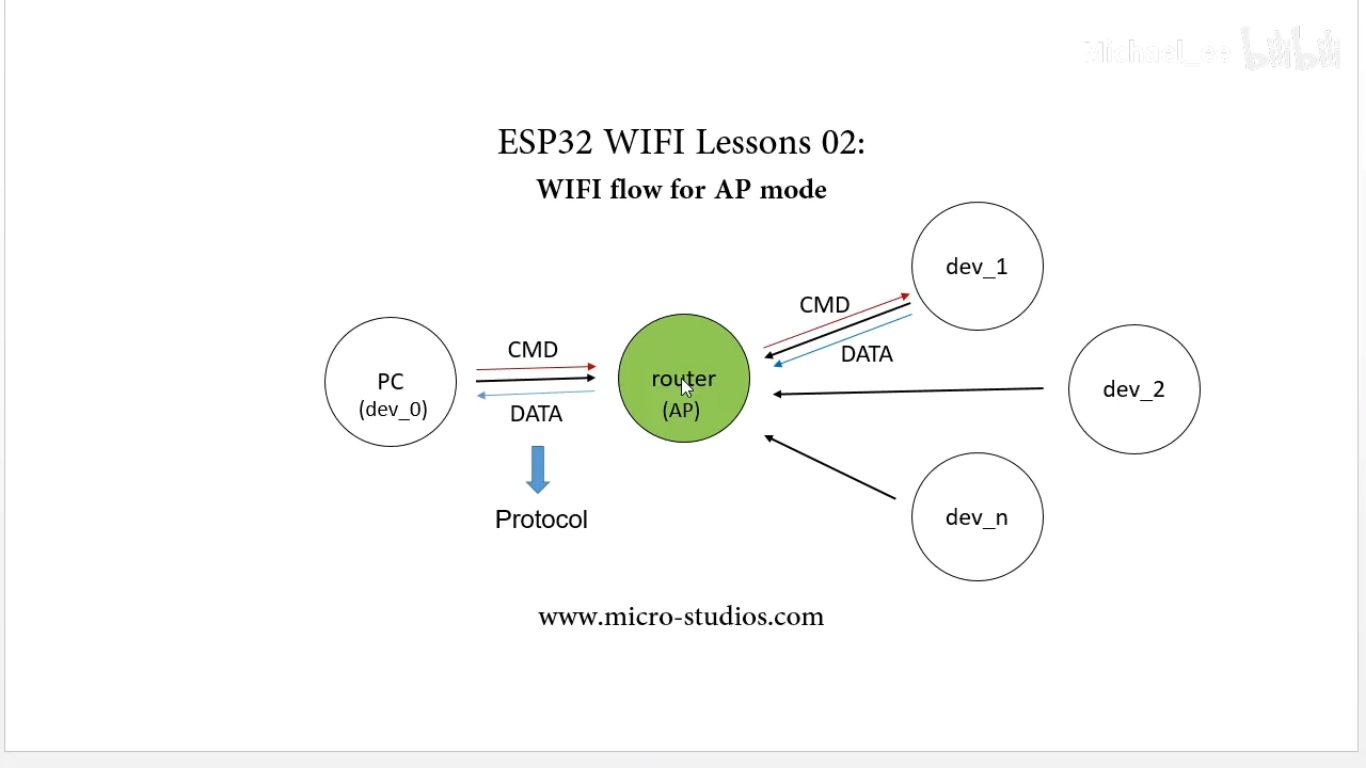 Michael_ee bilibili
ESP32 WIFI Lessons 02:
WIFI flow for AP mode
dev_1
CMD
DATA
CMD
PC
(dev_0)
router
(AP)
dev_2
DATA
Protocol
dev_n
www.micro-studios.com